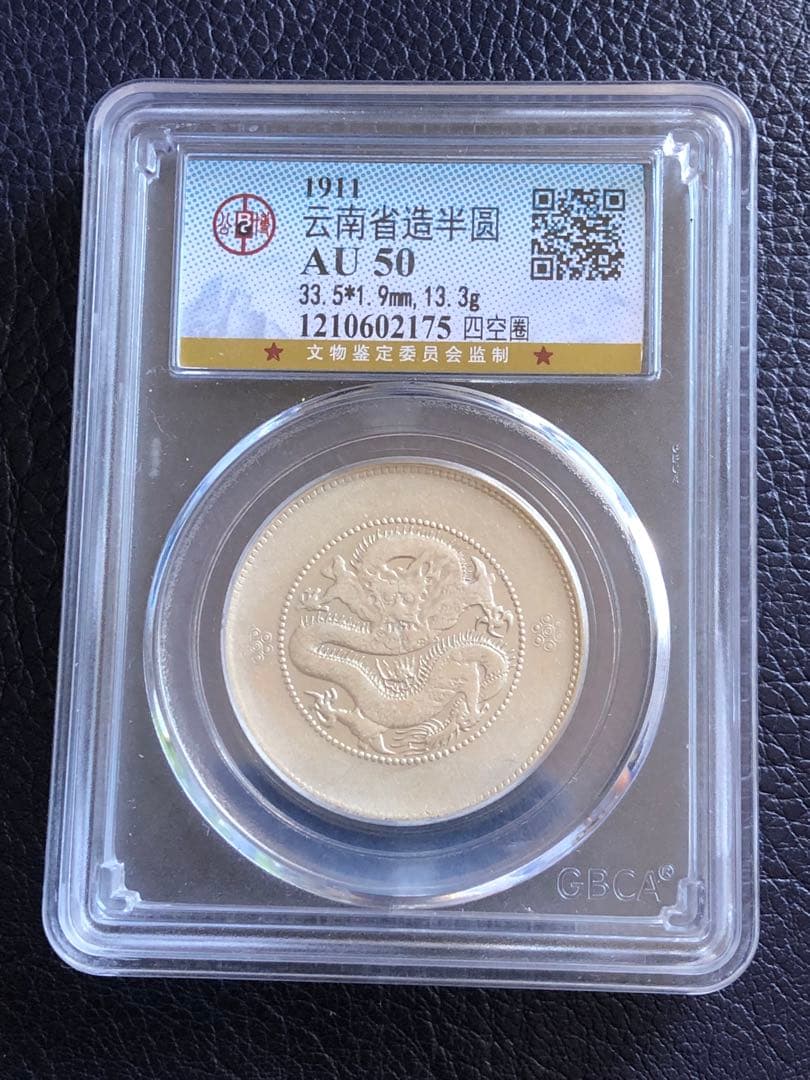 1911
云南省造半圆
AU 50
33.5*1.9mm,13.3g
1210602175 四空圈
文物鉴定委员会监制
GBCA®